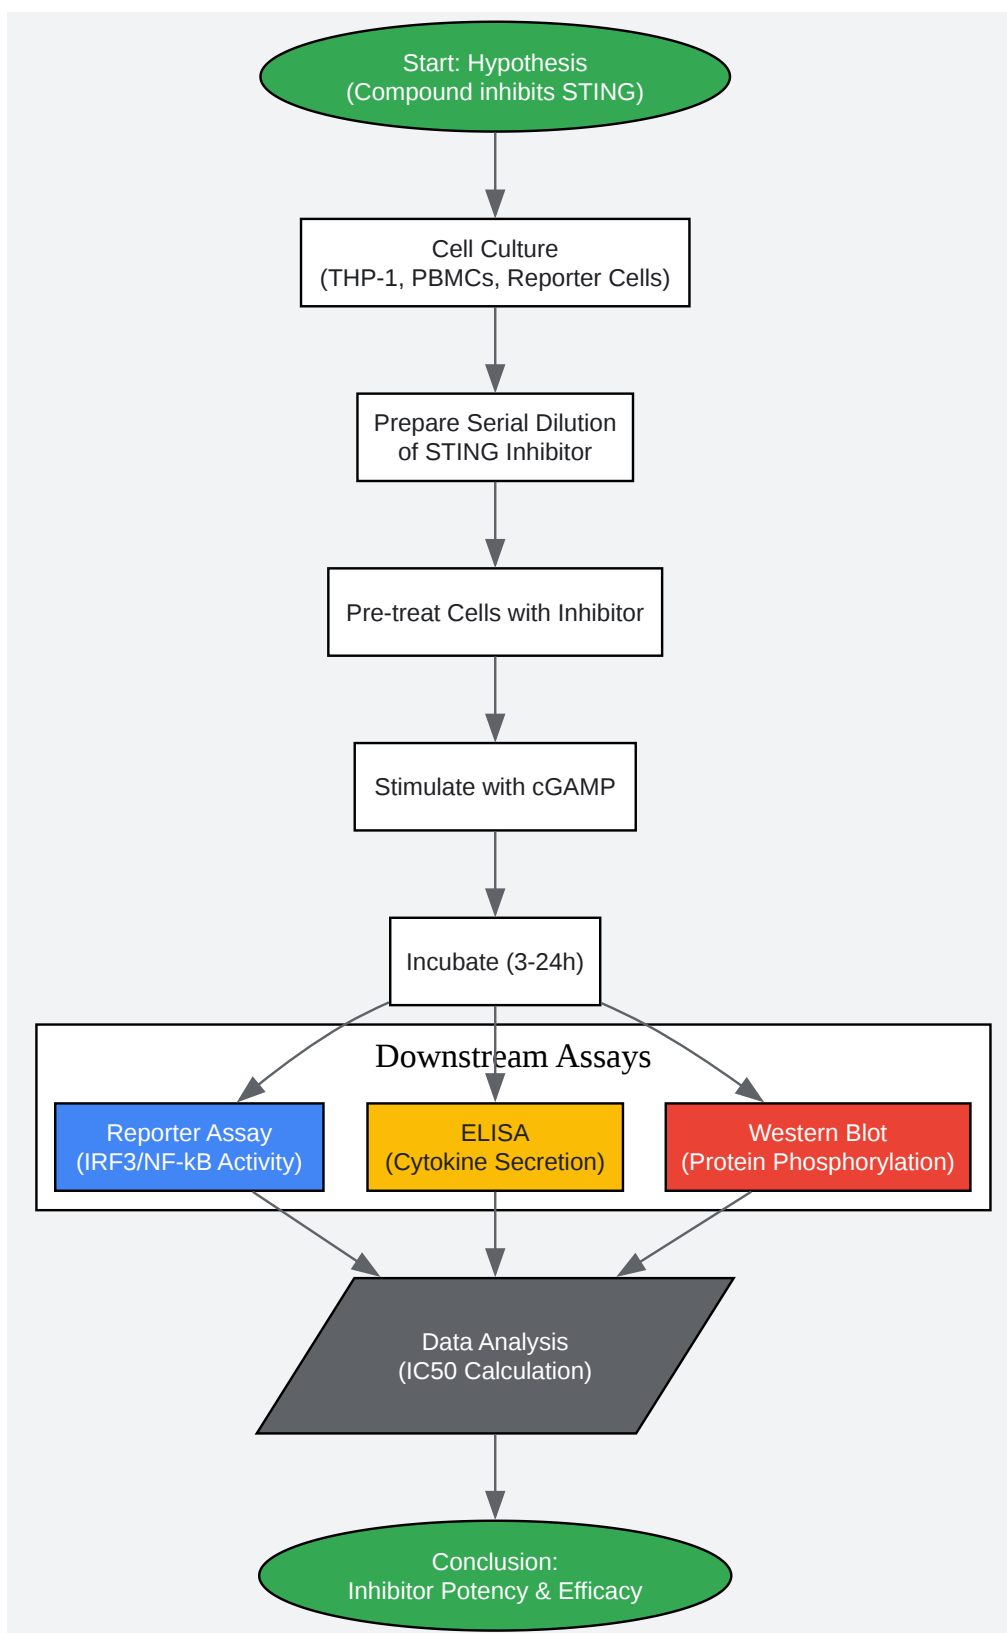 Start: Hypothesis
(Compound inhibits STING)
Cell Culture
(THP-1, PBMCs, Reporter Cells)
Prepare Serial Dilution
of STING Inhibitor
Pre-treat Cells with Inhibitor
Stimulate with cGAMP
Incubate (3-24h)
Downstream Assays
Reporter Assay
(IRF3/NF-kB Activity)
ELISA
(Cytokine Secretion)
Western Blot
(Protein Phosphorylation)
Data Analysis
(IC50 Calculation)
Conclusion:
Inhibitor Potency & Efficacy